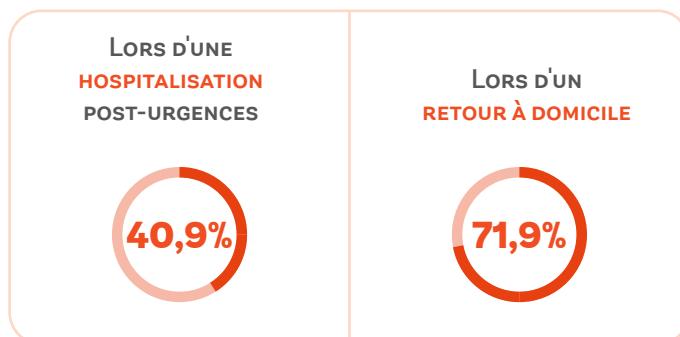 Lors d'une
hospitalisation
post-urgences
40,9%
Lors d'un
retour à domicile
71,9%